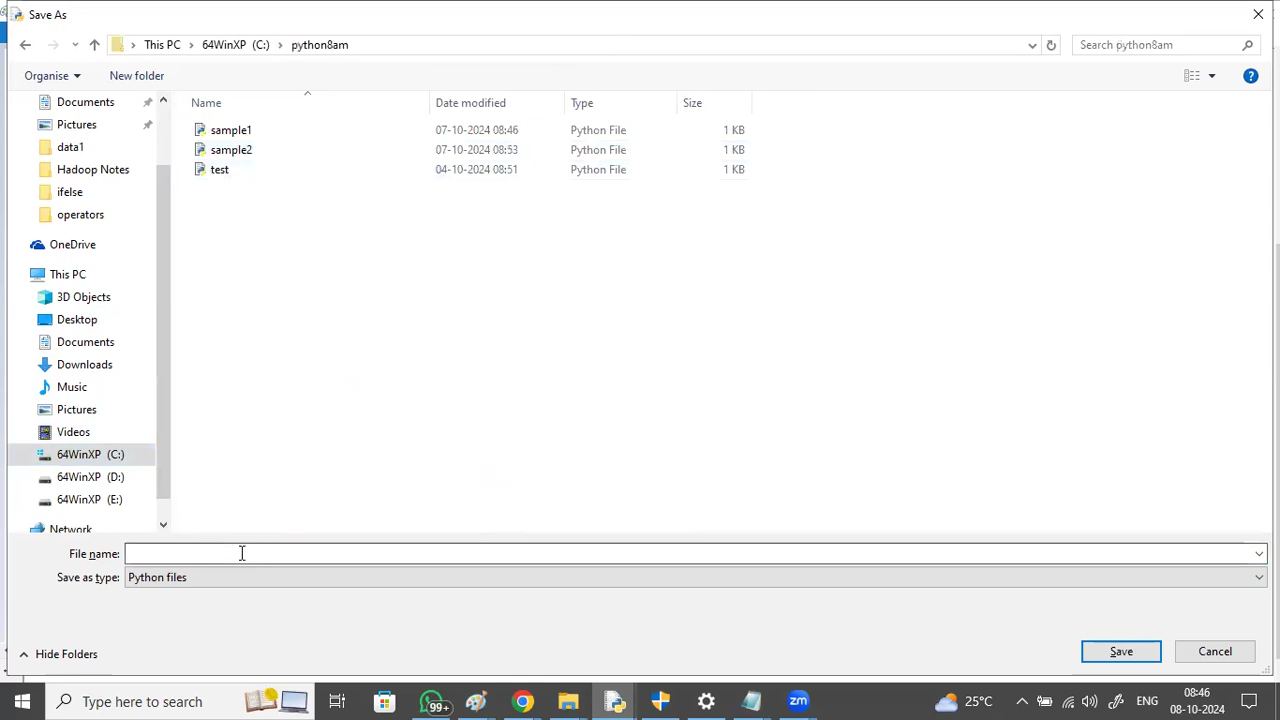 Save As
This PC 64WinXP (C:) python8am
Search python8am
Organise New folder
Documents
Pictures
data1
Hadoop Notes
ifelse
operators
OneDrive
This PC
3D Objects
Desktop
Documents
Downloads
Music
Pictures
Videos
64WinXP (C:)
64WinXP (D:)
64WinXP (E:)
Network
Name Date modified Type Size
sample1 07-10-2024 08:46 Python File 1 KB
sample2 07-10-2024 08:53 Python File 1 KB
test 04-10-2024 08:51 Python File 1 KB
File name:
Save as type: Python files
Hide Folders
Save Cancel
Type here to search
99+
zm
25°C
ENG
08:46
08-10-2024